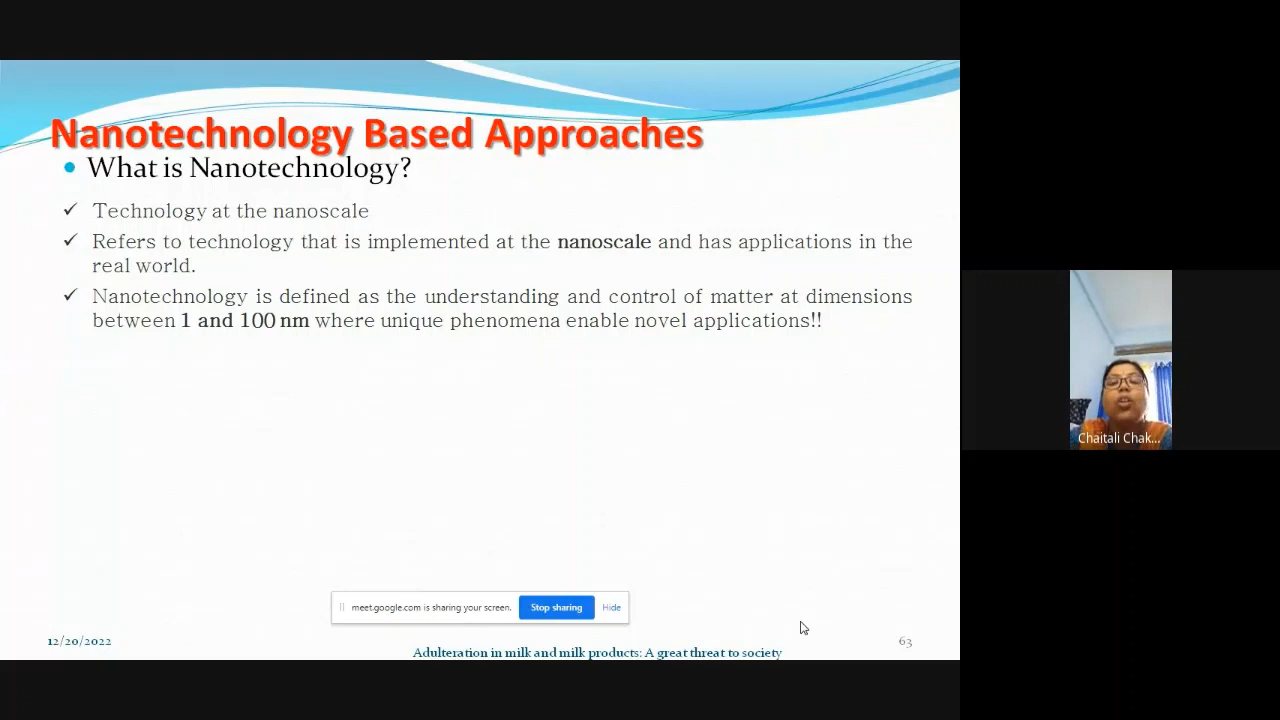 Nanotechnology Based Approaches
What is Nanotechnology?
Technology at the nanoscale
Refers to technology that is implemented at the nanoscale and has applications in the
real world.
Nanotechnology is defined as the understanding and control of matter at dimensions
between 1 and 100 nm where unique phenomena enable novel applications!!
Chaitali Chak...
meet.google.com is sharing your screen.
Stop sharing
Hide
12/20/2022
63
Adulteration in milk and milk products: A great threat to society